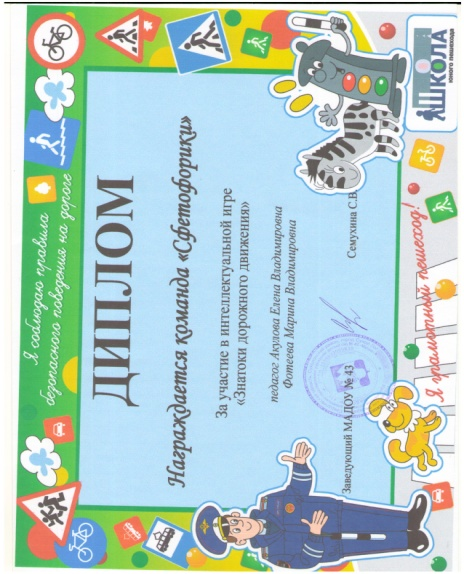 Я соблюдаю правила
безопасного поведения на дороге
ДИПЛОМ
Награждается команда «Сфетофорики»
За участие в интеллектуальной игре
«Знатоки дорожного движения»
педагог Акулова Елена Владимировна
Фотеева Марина Владимировна
Заведующий МАДОУ № 43
Семухина С.В
Я грамотный пешеход!
ШКОЛА
юного пешехода